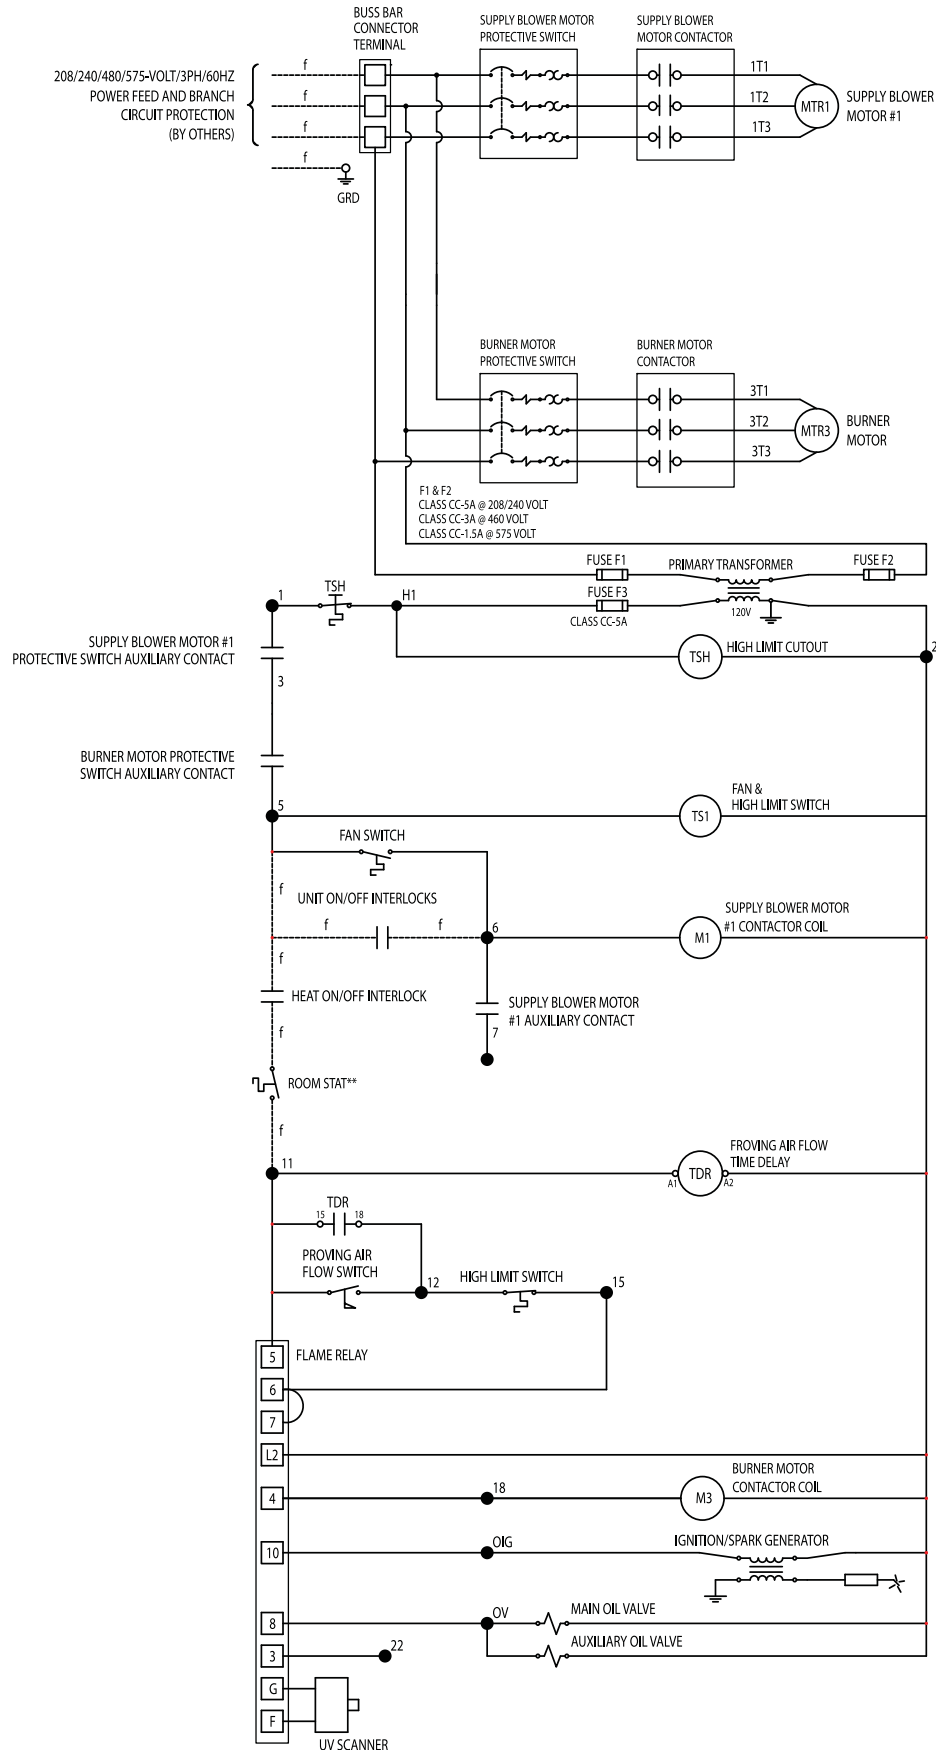 BUSS BAR
CONNECTOR
TERMINAL
SUPPLY BLOWER MOTOR
PROTECTIVE SWITCH
SUPPLY BLOWER
MOTOR CONTACTOR
208/240/480/575-VOLT/3PH/60HZ
POWER FEED AND BRANCH
CIRCUIT PROTECTION
(BY OTHERS)
f
f
f
f
GRD
1T1
1T2
1T3
MTR1
SUPPLY BLOWER
MOTOR #1
BURNER MOTOR
PROTECTIVE SWITCH
BURNER MOTOR
CONTACTOR
3T1
3T2
3T3
MTR3
BURNER
MOTOR
F1 & F2
CLASS CC-5A @ 208/240 VOLT
CLASS CC-3A @ 460 VOLT
CLASS CC-1.5A @ 575 VOLT
FUSE F1
PRIMARY TRANSFORMER
FUSE F2
1
TSH
H1
FUSE F3
CLASS CC-5A
120V
SUPPLY BLOWER MOTOR #1
PROTECTIVE SWITCH AUXILIARY CONTACT
TSH
HIGH LIMIT CUTOUT
2
3
BURNER MOTOR PROTECTIVE
SWITCH AUXILIARY CONTACT
5
TS1
FAN &
HIGH LIMIT SWITCH
FAN SWITCH
f
UNIT ON/OFF INTERLOCKS
f
f
6
M1
SUPPLY BLOWER MOTOR
#1 CONTACTOR COIL
f
HEAT ON/OFF INTERLOCK
SUPPLY BLOWER MOTOR
#1 AUXILIARY CONTACT
f
7
ROOM STAT**
f
11
TDR
A1
A2
FROVING AIR FLOW
TIME DELAY
TDR
15
18
PROVING AIR
FLOW SWITCH
12
HIGH LIMIT SWITCH
15
5
FLAME RELAY
6
7
L2
4
18
M3
BURNER MOTOR
CONTACTOR COIL
10
OIG
IGNITION/SPARK GENERATOR
8
OV
MAIN OIL VALVE
3
22
AUXILIARY OIL VALVE
G
F
UV SCANNER